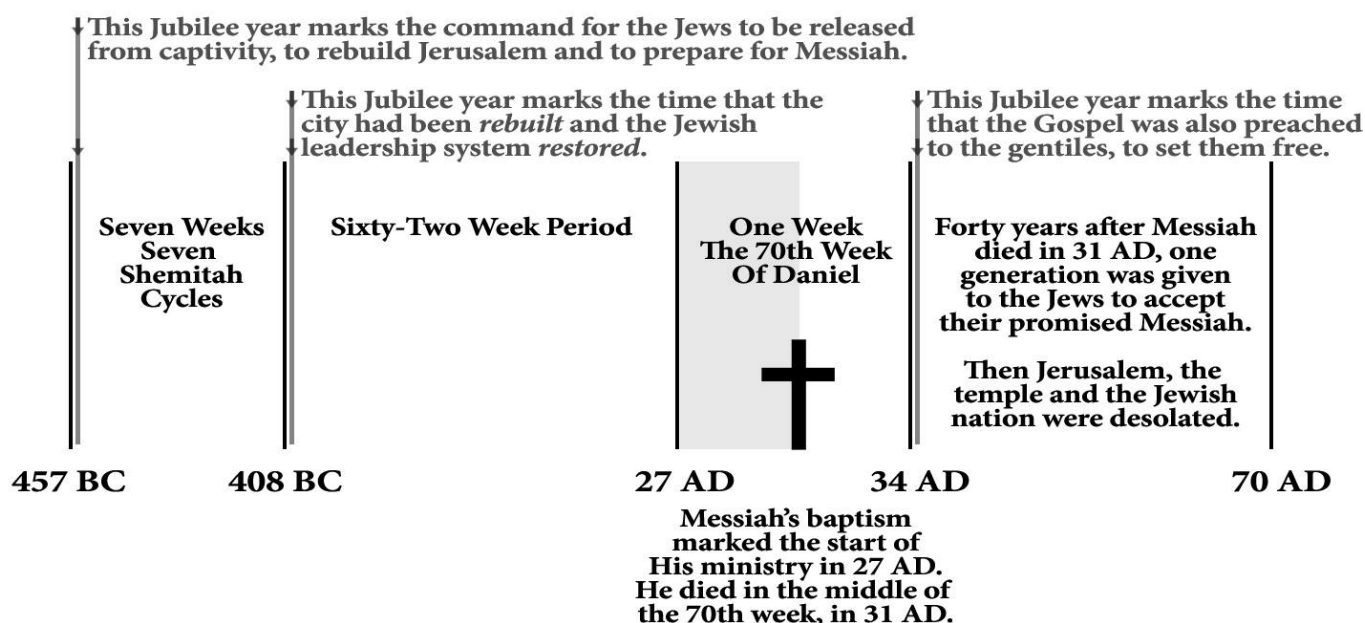 This Jubilee year marks the command for the Jews to be released
from captivity, to rebuild Jerusalem and to prepare for Messiah.
This Jubilee year marks the time that the
city had been rebuilt and the Jewish
leadership system restored.
This Jubilee year marks the time
that the Gospel was also preached
to the gentiles, to set them free.
Seven Weeks
Seven
Shemitah
Cycles
Sixty-Two Week Period
One Week
The 70th Week
Of Daniel
Forty years after Messiah
died in 31 AD, one
generation was given
to the Jews to accept
their promised Messiah.
Then Jerusalem, the
temple and the Jewish
nation were desolated.
457 BC
408 BC
27 AD
34 AD
70 AD
Messiah's baptism
marked the start of
His ministry in 27 AD.
He died in the middle of
the 70th week, in 31 AD.